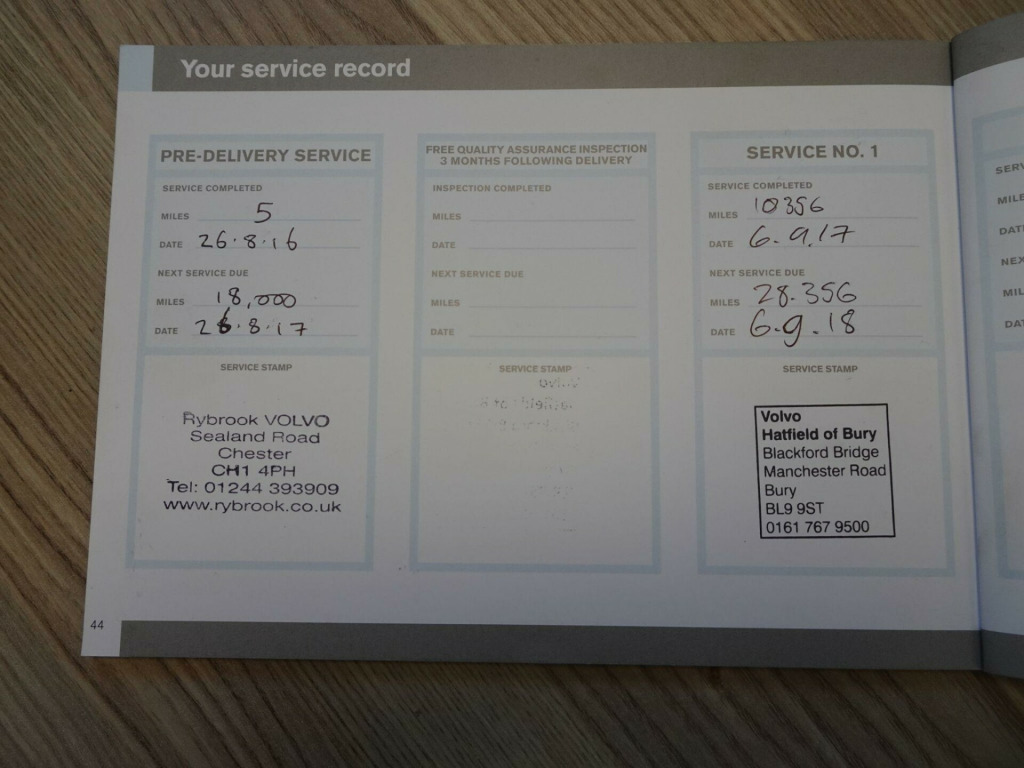 Your service record
PRE-DELIVERY SERVICE
SERVICE COMPLETED
MILES 5
DATE 26.8.16
NEXT SERVICE DUE
MILES 18,000
DATE 26.8.17
SERVICE STAMP
Rybrook VOLVO
Sealand Road
Chester
CH1 4PH
Tel: 01244 393909
www.rybrook.co.uk
FREE QUALITY ASSURANCE INSPECTION
3 MONTHS FOLLOWING DELIVERY
INSPECTION COMPLETED
MILES
DATE
NEXT SERVICE DUE
MILES
DATE
SERVICE STAMP
SERVICE NO. 1
SERVICE COMPLETED
MILES 10356
DATE 6.9.17
NEXT SERVICE DUE
MILES 28.356
DATE 6.9.18
SERVICE STAMP
Volvo
Hatfield of Bury
Blackford Bridge
Manchester Road
Bury
BL9 9ST
0161 767 9500
44